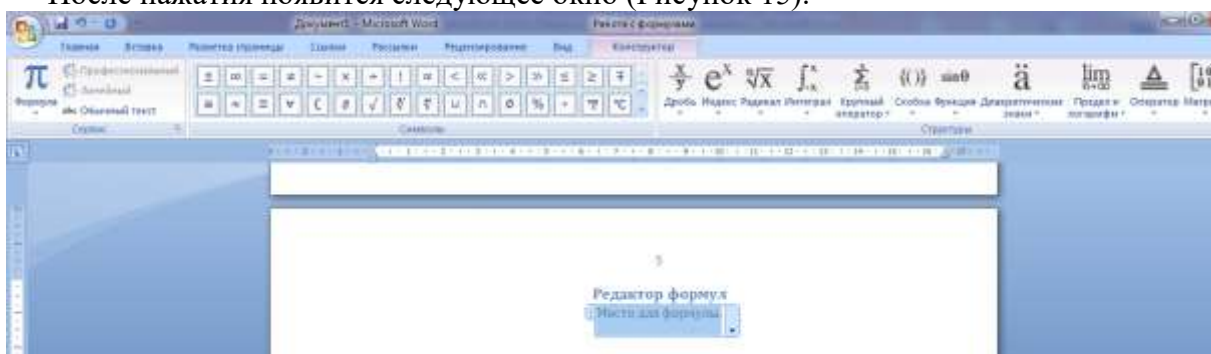 После нажатия появится следующее окно (Рисунок 15).
Документ1 - Microsoft Word
Работа с формулами
Главная Вставка Разметка страницы Ссылки Рассылки Рецензирование Вид Конструктор
π Профессиональный
Линейный
Формула abc Обычный текст
± ∞ = ≠ ~ × ÷ ! ∝ < ≪ > ≫ ≤ ≥ ∓
≅ ≈ ≡ ∀ ∁ ∂ √ ∛ ∜ ∪ ∩ ∅ % ° ℉ ℃
Дробь Индекс Радикал Интеграл Крупный оператор Скобка Функция Диакритические знаки Предел и логарифм Оператор
Сервис Символы Структуры
5
Редактор формул
Место для формулы.